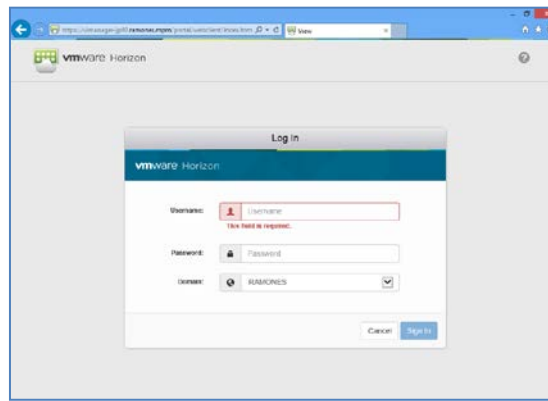 View
vmware Horizon
Log In
vmware Horizon
Username:
Username
This field is required.
Password:
Password
Domain:
RAMONES
Cancel
Sign In